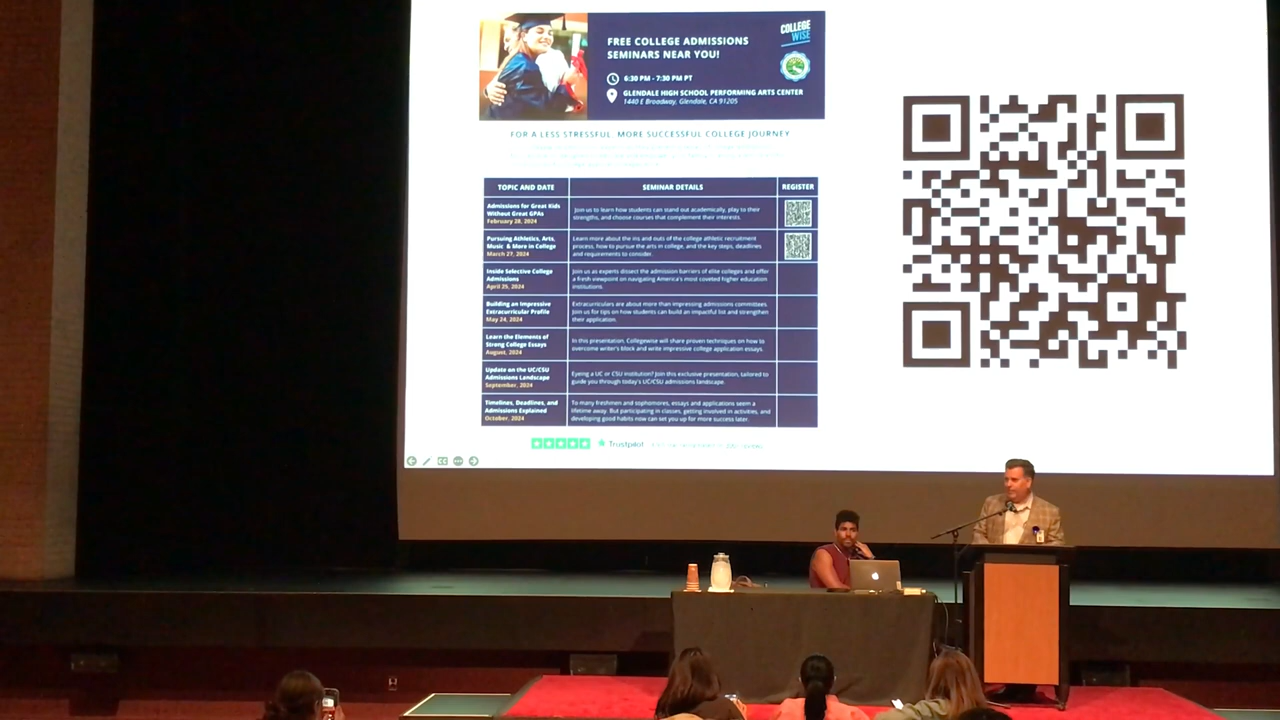 FREE COLLEGE ADMISSIONS
SEMINARS NEAR YOU!
COLLEGE
WISE
6:30 PM - 7:30 PM PT
GLENDALE HIGH SCHOOL PERFORMING ARTS CENTER
1440 E Broadway, Glendale, CA 91205
FOR A LESS STRESSFUL, MORE SUCCESSFUL COLLEGE JOURNEY
TOPIC AND DATE
SEMINAR DETAILS
REGISTER
Admissions for Great Kids
Without Great GPAs
February 28, 2024
Join us to learn how students can stand out academically, play to their
strengths, and choose courses that complement their interests.
Pursuing Athletics, Arts,
Music & More in College
March 27, 2024
Learn more about the ins and outs of the college athletic recruitment
process, how to pursue the arts in college, and the key steps, deadlines
and requirements to consider.
Inside Selective College
Admissions
April 25, 2024
Join us as experts dissect the admission barriers of elite colleges and offer
a fresh viewpoint on navigating America's most coveted higher education
institutions.
Building an Impressive
Extracurricular Profile
May 24, 2024
Extracurriculars are about more than impressing admissions committees.
Join us for tips on how students can build an impactful list and strengthen
their application.
Learn the Elements of
Strong College Essays
August, 2024
In this presentation, Collegewise will share proven techniques on how to
overcome writer's block and write impressive college application essays.
Update on the UC/CSU
Admissions Landscape
September, 2024
Eyeing a UC or CSU institution? Join this exclusive presentation, tailored to
guide you through today's UC/CSU admissions landscape.
Timelines, Deadlines, and
Admissions Explained
October, 2024
To many freshmen and sophomores, essays and applications seem a
lifetime away. But participating in classes, getting involved in activities, and
developing good habits now can set you up for more success later.
Trustpilot